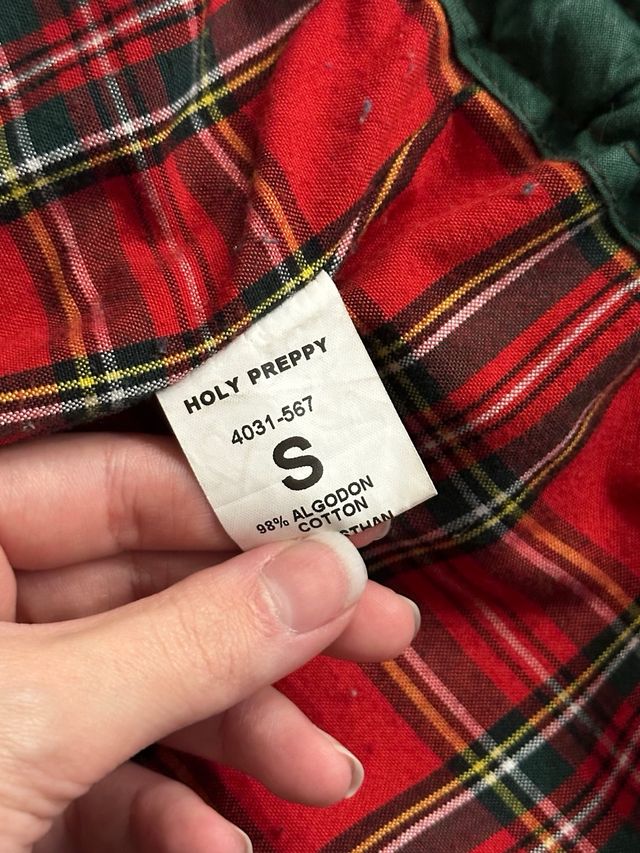 HOLY PREPPY
4031-567
S
98% ALGODON
COTTON